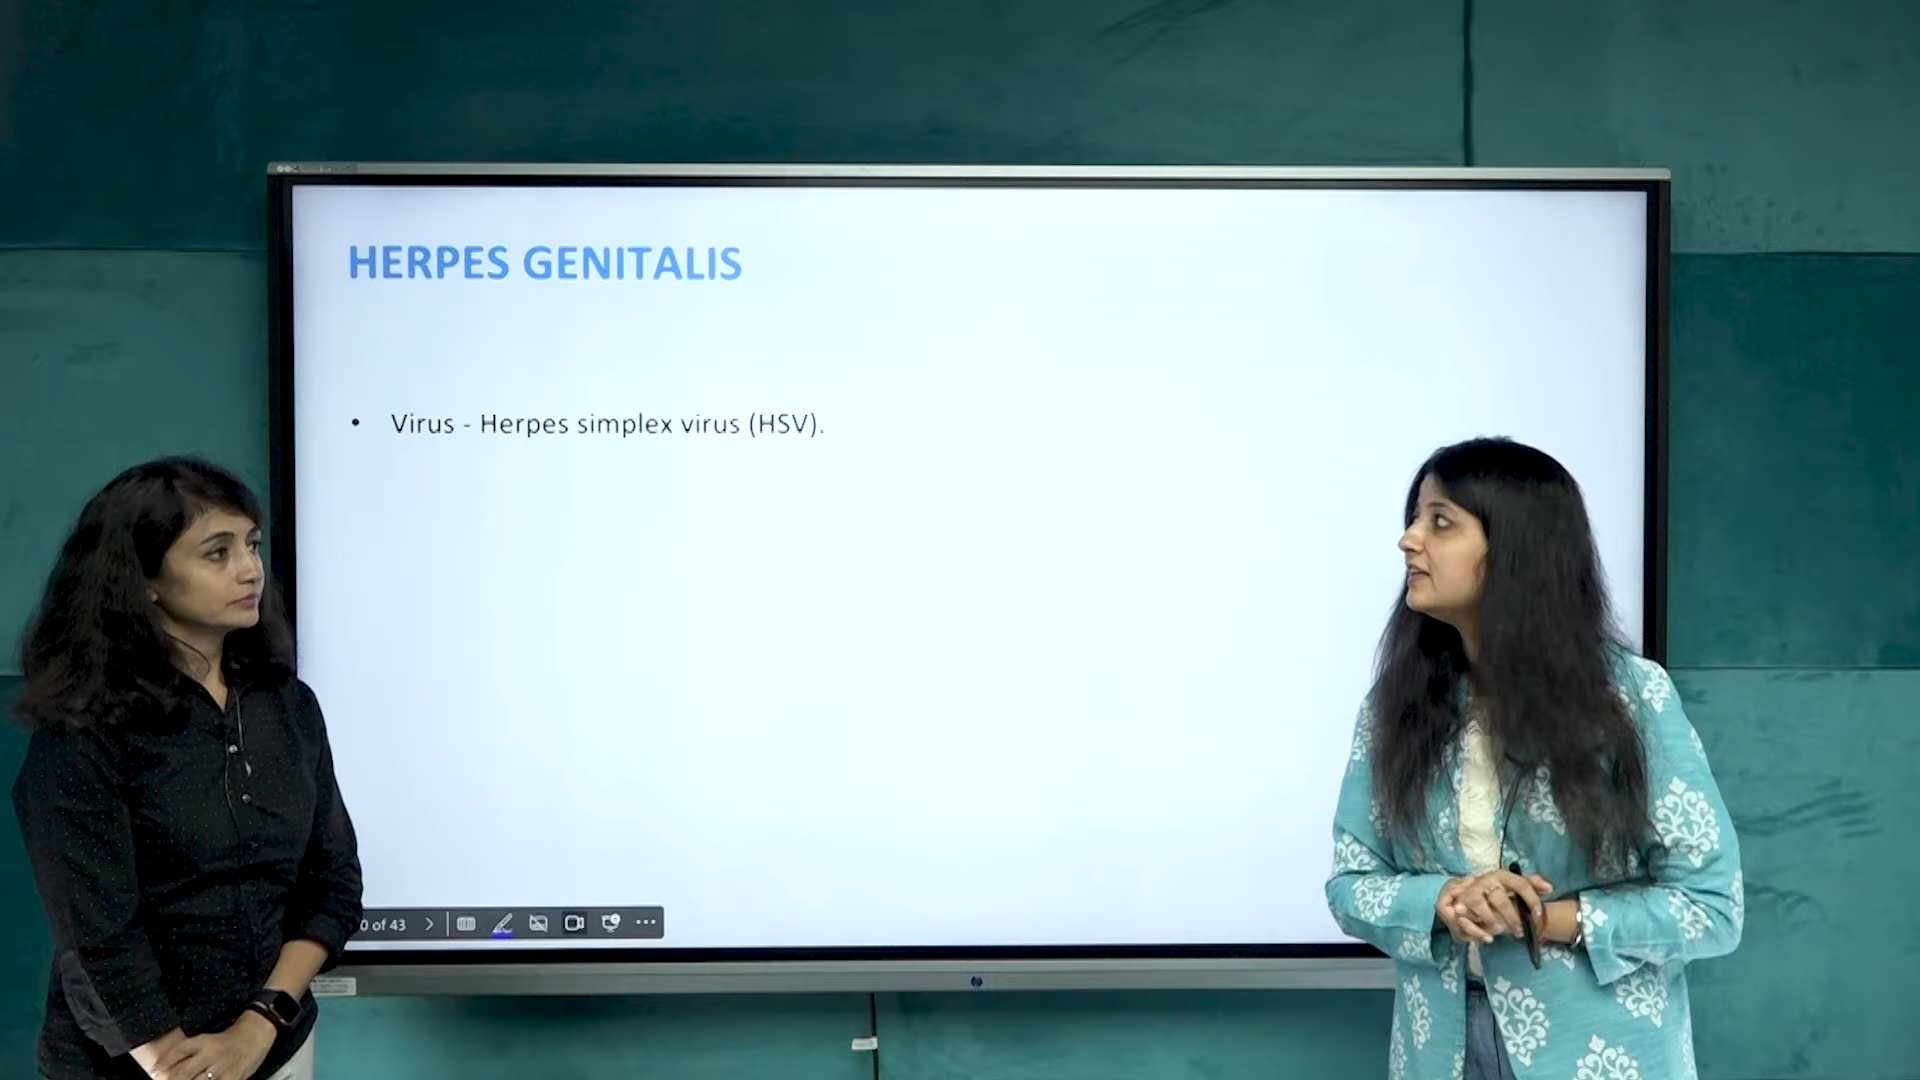 HERPES GENITALIS
• Virus - Herpes simplex virus (HSV).
0 of 43